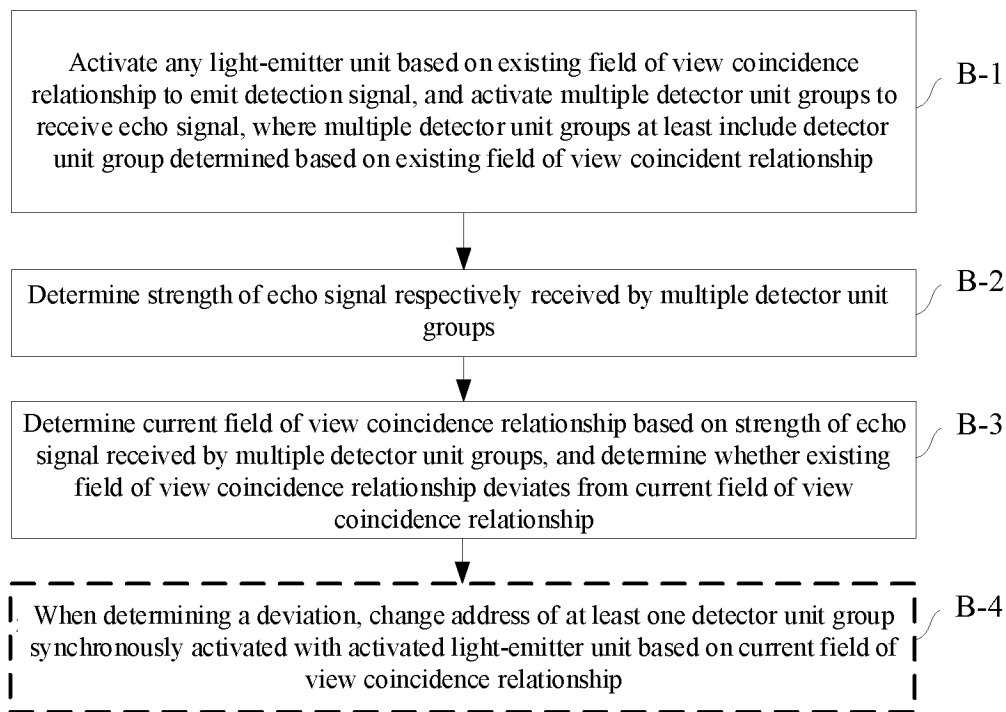 Activate any light-emitter unit based on existing field of view coincidence
relationship to emit detection signal, and activate multiple detector unit groups to
receive echo signal, where multiple detector unit groups at least include detector
unit group determined based on existing field of view coincident relationship
B-1
Determine strength of echo signal respectively received by multiple detector unit
groups
B-2
Determine current field of view coincidence relationship based on strength of echo
signal received by multiple detector unit groups, and determine whether existing
field of view coincidence relationship deviates from current field of view
coincidence relationship
B-3
When determining a deviation, change address of at least one detector unit group
synchronously activated with activated light-emitter unit based on current field of
view coincidence relationship
B-4